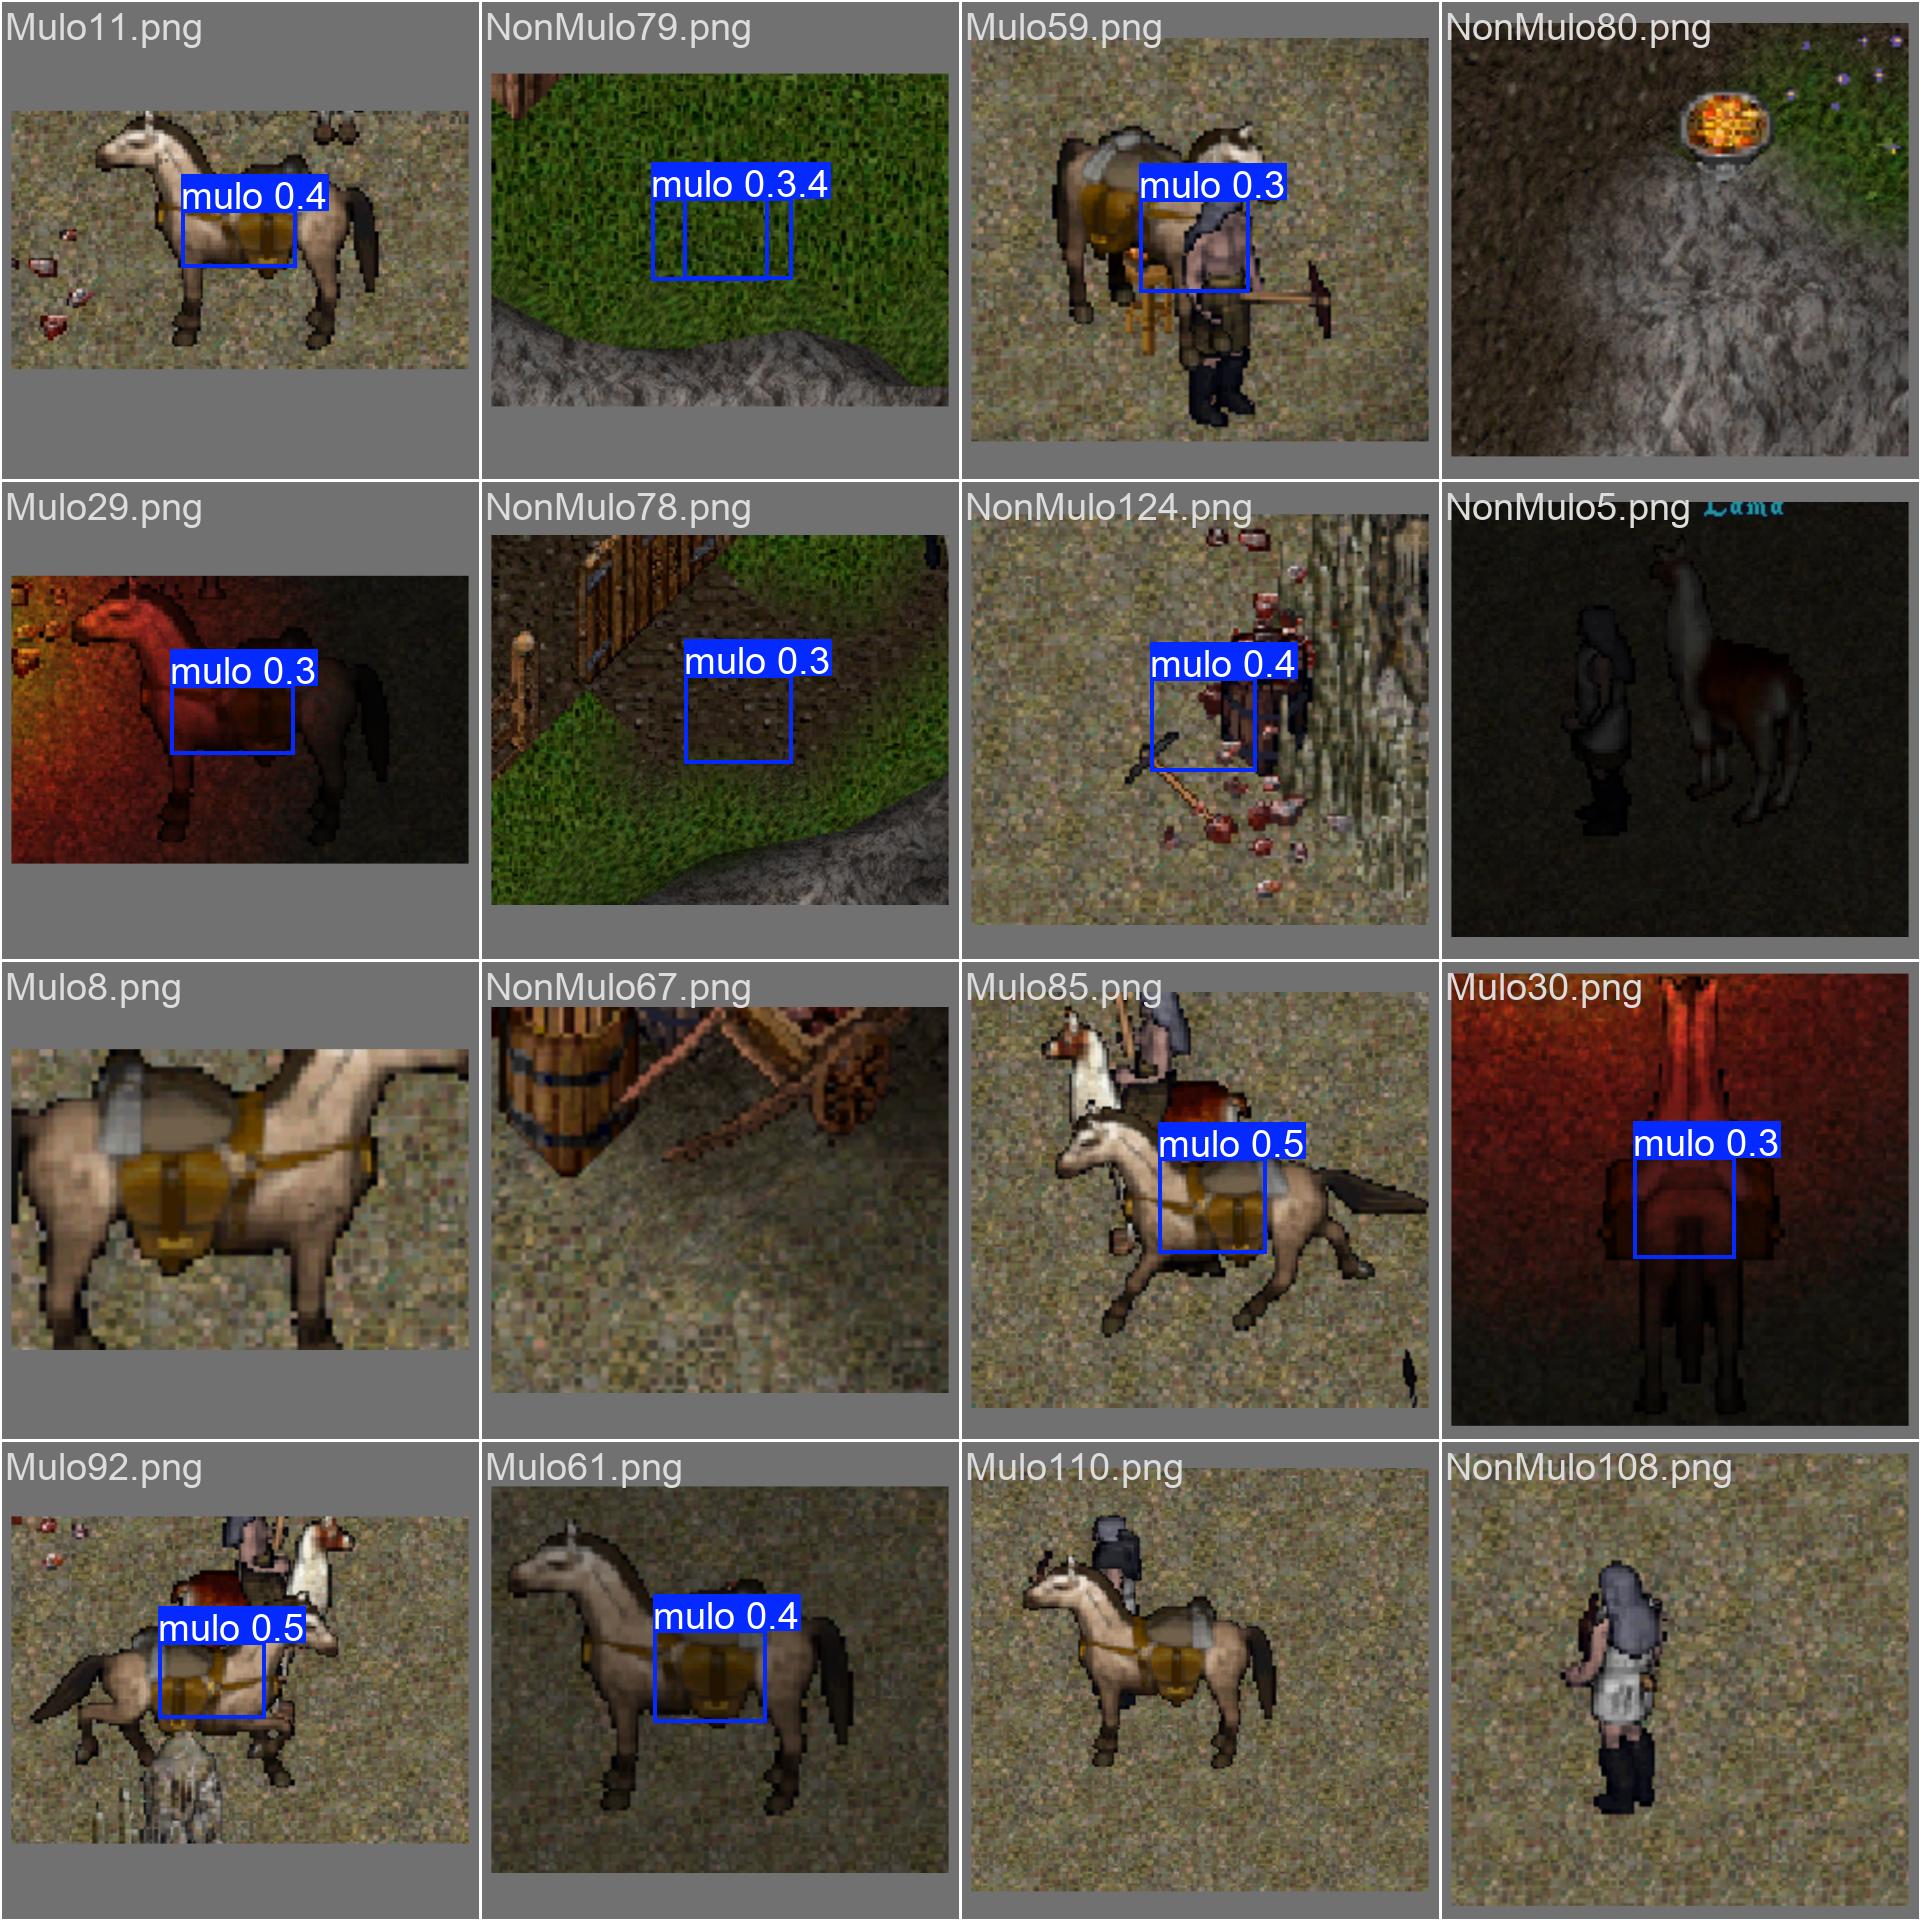 Mulo11.png
NonMulo79.png
Mulo59.png
NonMulo80.png
mulo 0.4
mulo 0.3.4
mulo 0.3
Mulo29.png
NonMulo78.png
NonMulo124.png
NonMulo5.png
Lama
mulo 0.3
mulo 0.3
mulo 0.4
Mulo8.png
NonMulo67.png
Mulo85.png
Mulo30.png
mulo 0.5
mulo 0.3
Mulo92.png
Mulo61.png
Mulo110.png
NonMulo108.png
mulo 0.5
mulo 0.4